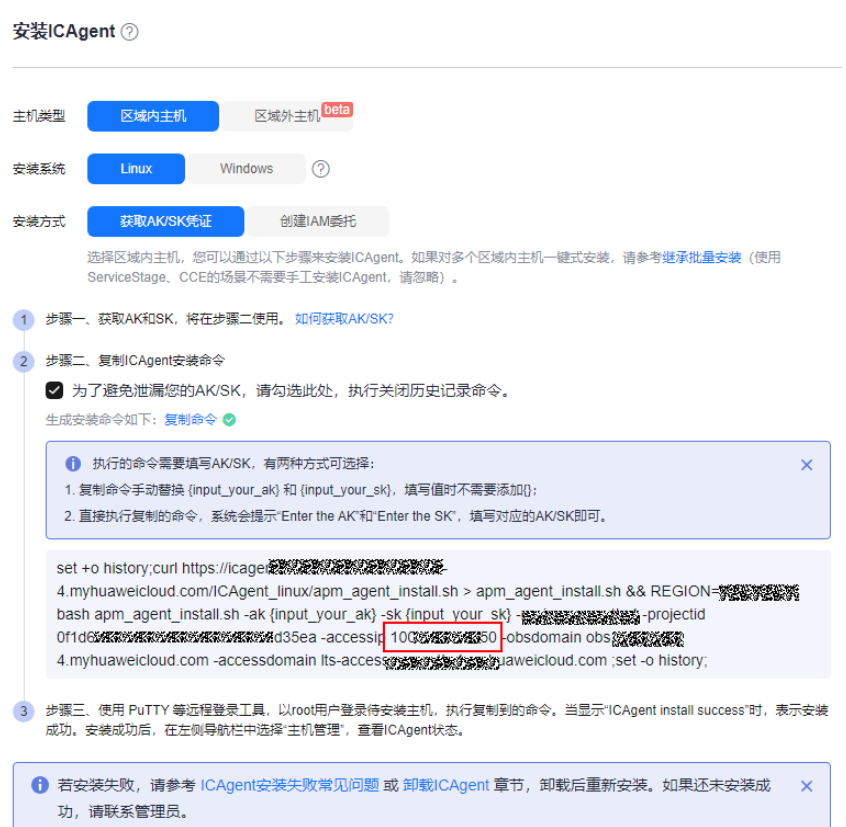 安装ICAgent ?
主机类型 区域内主机 区域外主机 beta
安装系统 Linux Windows ?
安装方式 获取AK/SK凭证 创建IAM委托
选择区域内主机，您可以通过以下步骤来安装ICAgent。如果对多个区域内主机一键式安装，请参考继承批量安装（使用
ServiceStage、CCE的场景不需要手工安装ICAgent，请忽略）。
1 步骤一、获取AK和SK，将在步骤二使用。 如何获取AK/SK?
2 步骤二、复制ICAgent安装命令
为了避免泄漏您的AK/SK，请勾选此处，执行关闭历史记录命令。
生成安装命令如下：复制命令
执行的命令需要填写AK/SK，有两种方式可选择：
1. 复制命令手动替换 {input_your_ak} 和 {input_your_sk}，填写值时不需要添加{};
2. 直接执行复制的命令，系统会提示“Enter the AK”和“Enter the SK”，填写对应的AK/SK即可。
set +o history;curl https://icager -
4.myhuaweicloud.com/ICAgent_linux/apm_agent_install.sh > apm_agent_install.sh && REGION=
bash apm_agent_install.sh -ak {input_your_ak} -sk {input_your_sk} - -projectid
0f1d6 d35ea -accessip 100 50 -obsdomain obs.
4.myhuaweicloud.com -accessdomain lts-access uaweicloud.com ;set -o history;
3 步骤三、使用 PuTTY 等远程登录工具，以root用户登录待安装主机，执行复制到的命令。当显示“ICAgent install success”时，表示安装
成功。安装成功后，在左侧导航栏中选择“主机管理”，查看ICAgent状态。
若安装失败，请参考 ICAgent安装失败常见问题 或 卸载ICAgent 章节，卸载后重新安装。如果还未安装成
功，请联系管理员。